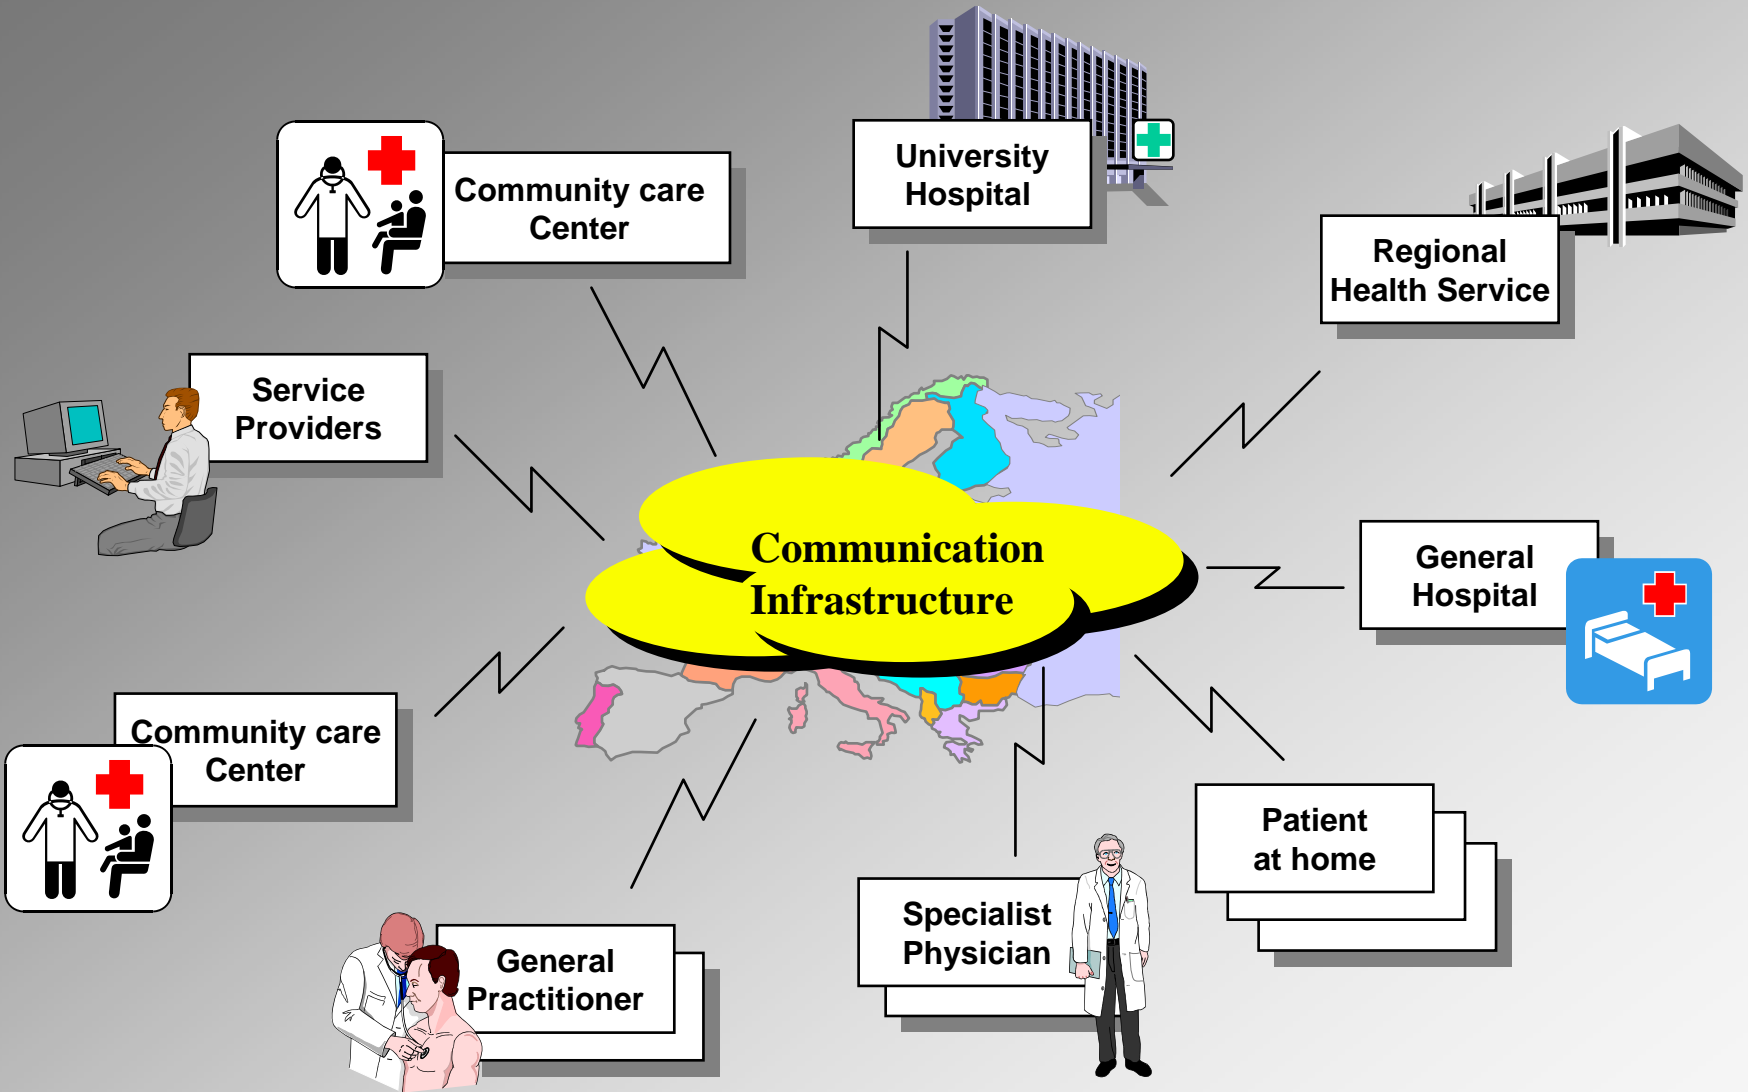 University
Hospital
Community care
Center
Regional
Health Service
Service
Providers
Communication
Infrastructure
General
Hospital
Community care
Center
Patient
at home
Specialist
Physician
General
Practitioner